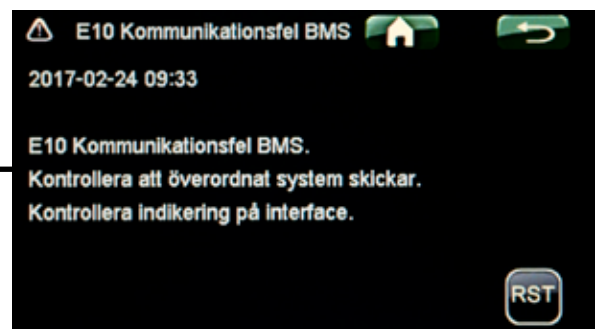 E10 Kommunikationsfel BMS
2017-02-24 09:33
E10 Kommunikationsfel BMS.
Kontrollera att överordnat system skickar.
Kontrollera indikering på interface.
RST